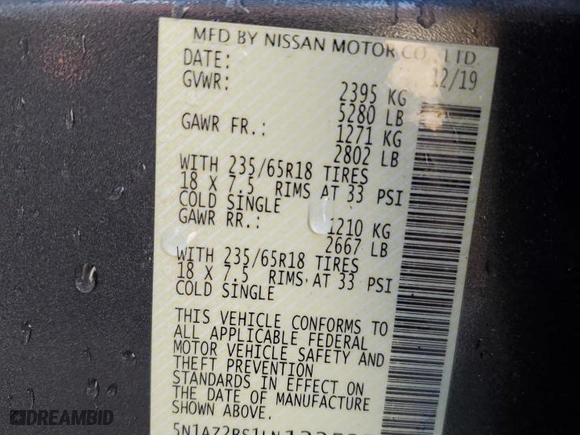 MFD BY NISSAN MOTOR CO., LTD.
DATE: 12/19
GVWR: 2395 KG
5280 LB
GAWR FR.: 1271 KG
2802 LB
WITH 235/65R18 TIRES
18 X 7.5 RIMS AT 33 PSI
COLD SINGLE
GAWR RR.: 1210 KG
2667 LB
WITH 235/65R18 TIRES
18 X 7.5 RIMS AT 33 PSI
COLD SINGLE
THIS VEHICLE CONFORMS TO
ALL APPLICABLE FEDERAL
MOTOR VEHICLE SAFETY AND
THEFT PREVENTION
STANDARDS IN EFFECT ON
THE DATE OF MANUFACTURE
SHOWN ABOVE.
DREAMBID